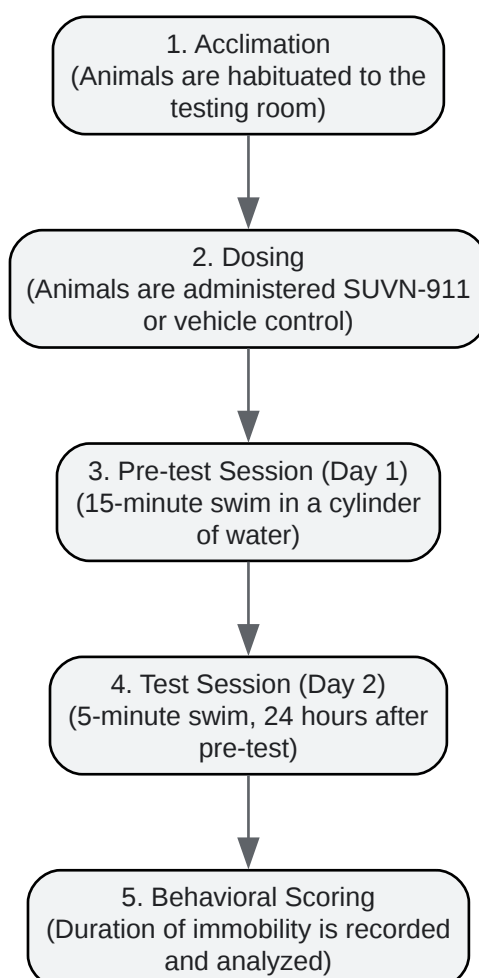 1. Acclimation
(Animals are habituated to the
testing room)
2. Dosing
(Animals are administered SUVN-911
or vehicle control)
3. Pre-test Session (Day 1)
(15-minute swim in a cylinder
of water)
4. Test Session (Day 2)
(5-minute swim, 24 hours after
pre-test)
5. Behavioral Scoring
(Duration of immobility is recorded
and analyzed)